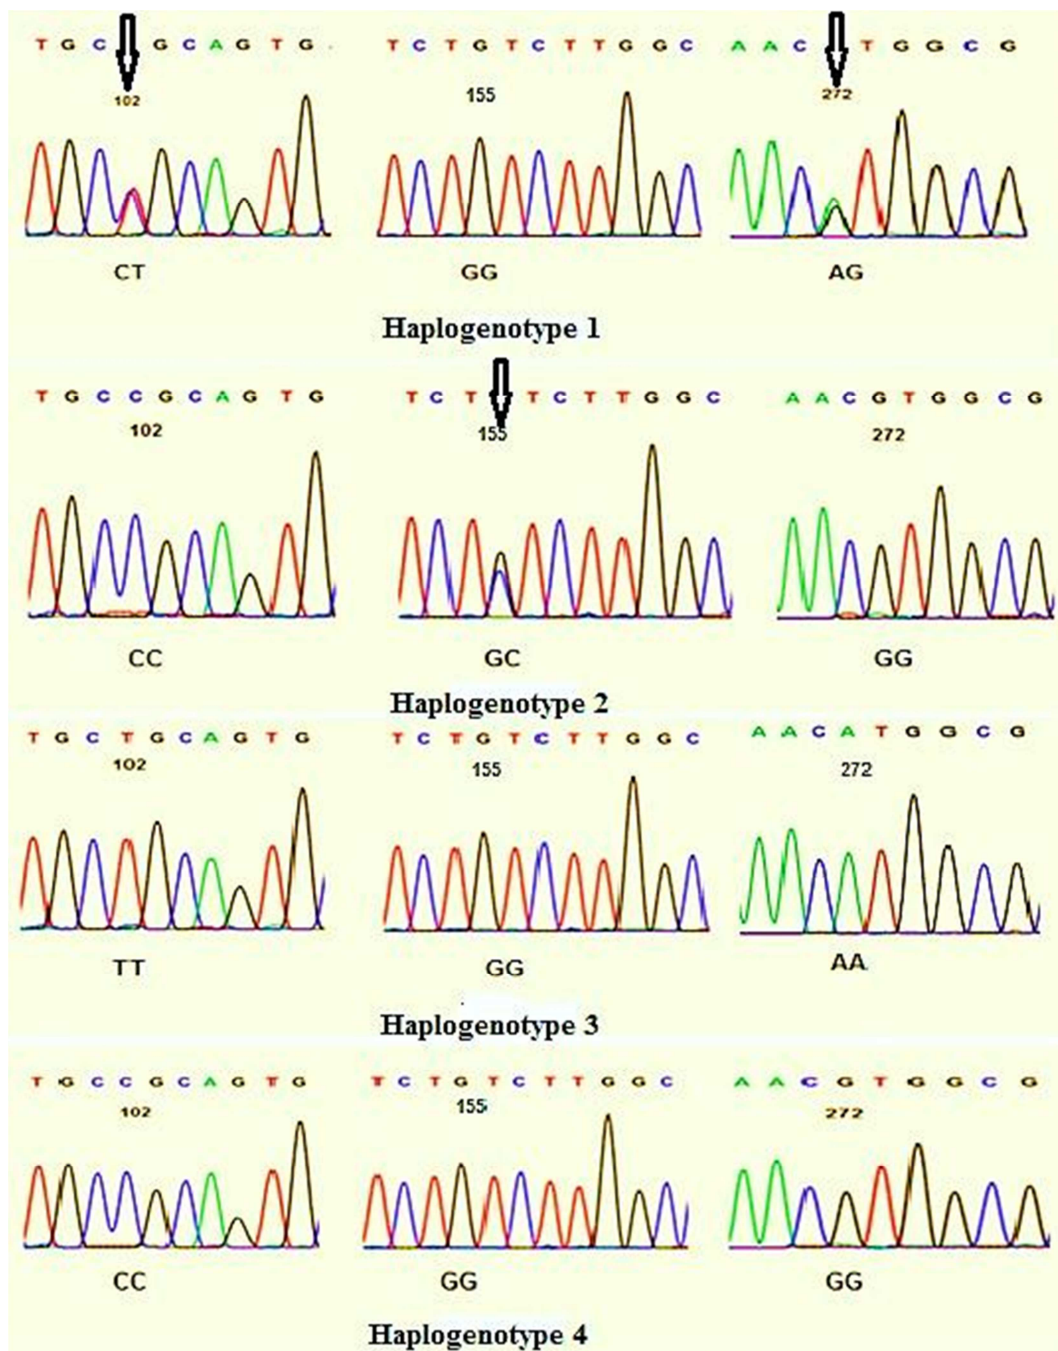 T G C G C A G T G T C T G T C T T G G C A A C T G G C G
102 155 272
CT GG AG
Haplogenotype 1
T G C C G C A G T G T C T T C T T G G C A A C G T G G C G
102 155 272
CC GC GG
Haplogenotype 2
T G C T G C A G T G T C T G T C T T G G C A A C A T G G C G
102 155 272
TT GG AA
Haplogenotype 3
T G C C G C A G T G T C T G T C T T G G C A A C G T G G C G
102 155 272
CC GG GG
Haplogenotype 4